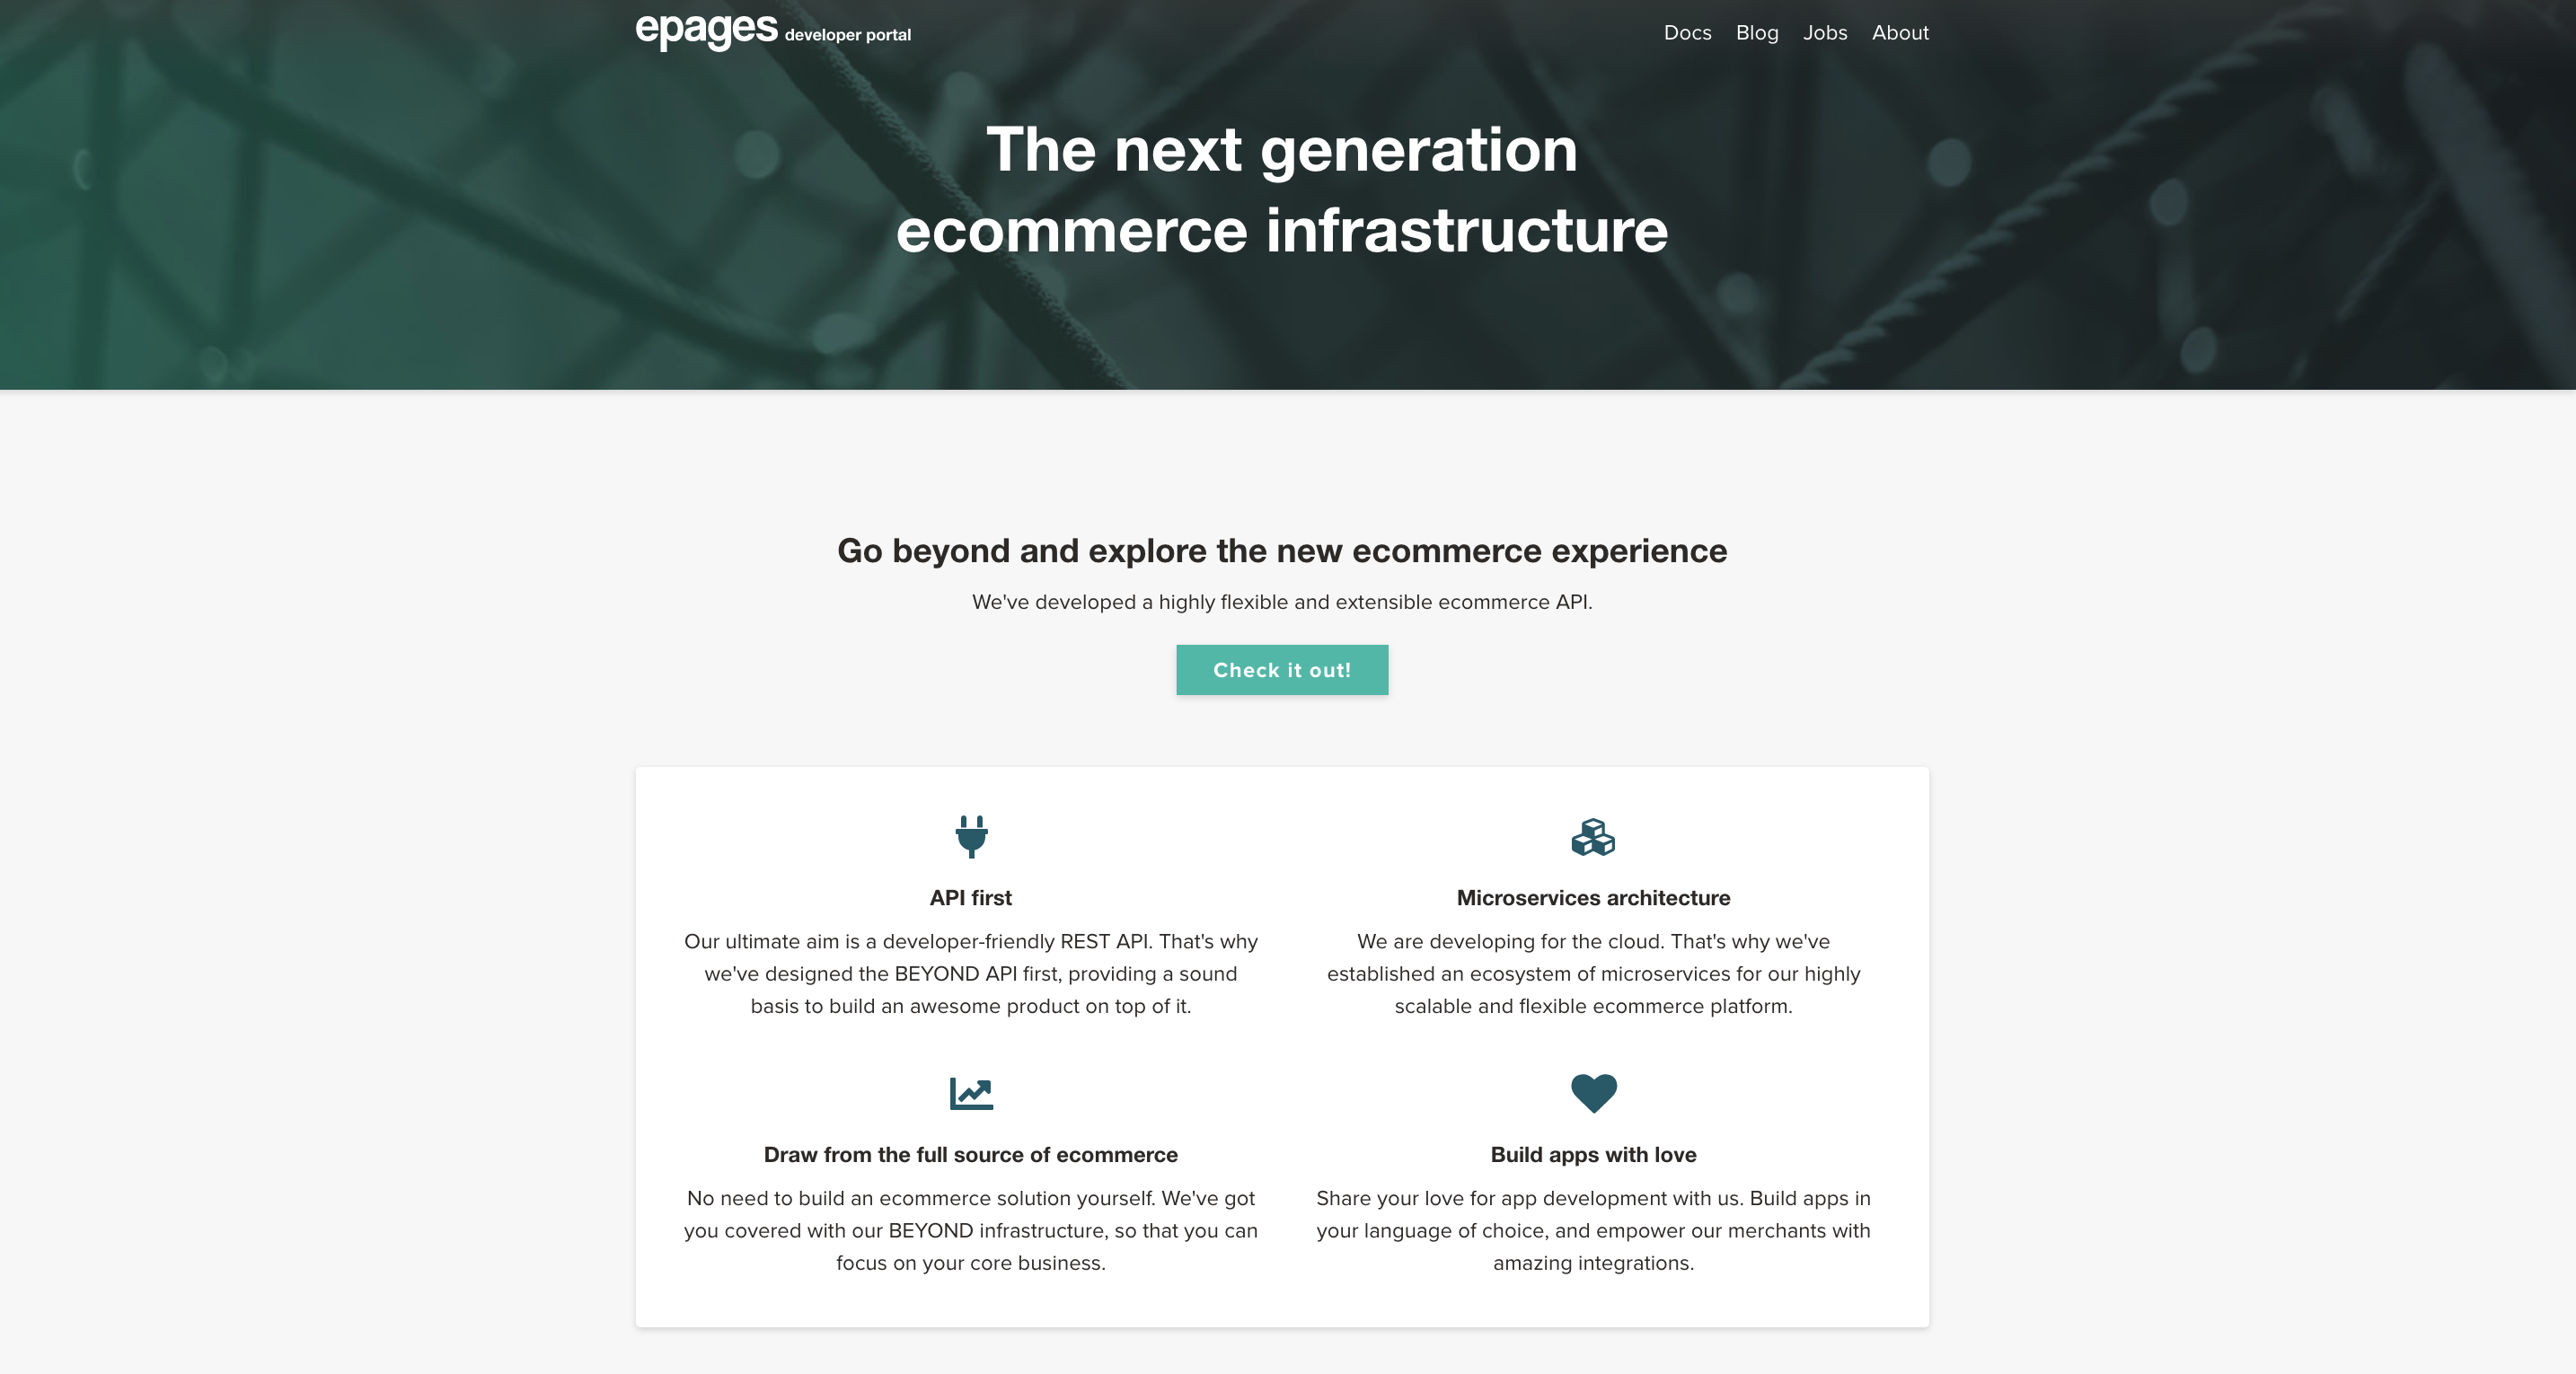 epages developer portal
Docs Blog Jobs About
The next generation
ecommerce infrastructure
Go beyond and explore the new ecommerce experience
We've developed a highly flexible and extensible ecommerce API.
Check it out!
API first
Our ultimate aim is a developer-friendly REST API. That's why
we've designed the BEYOND API first, providing a sound
basis to build an awesome product on top of it.
Microservices architecture
We are developing for the cloud. That's why we've
established an ecosystem of microservices for our highly
scalable and flexible ecommerce platform.
Draw from the full source of ecommerce
No need to build an ecommerce solution yourself. We've got
you covered with our BEYOND infrastructure, so that you can
focus on your core business.
Build apps with love
Share your love for app development with us. Build apps in
your language of choice, and empower our merchants with
amazing integrations.